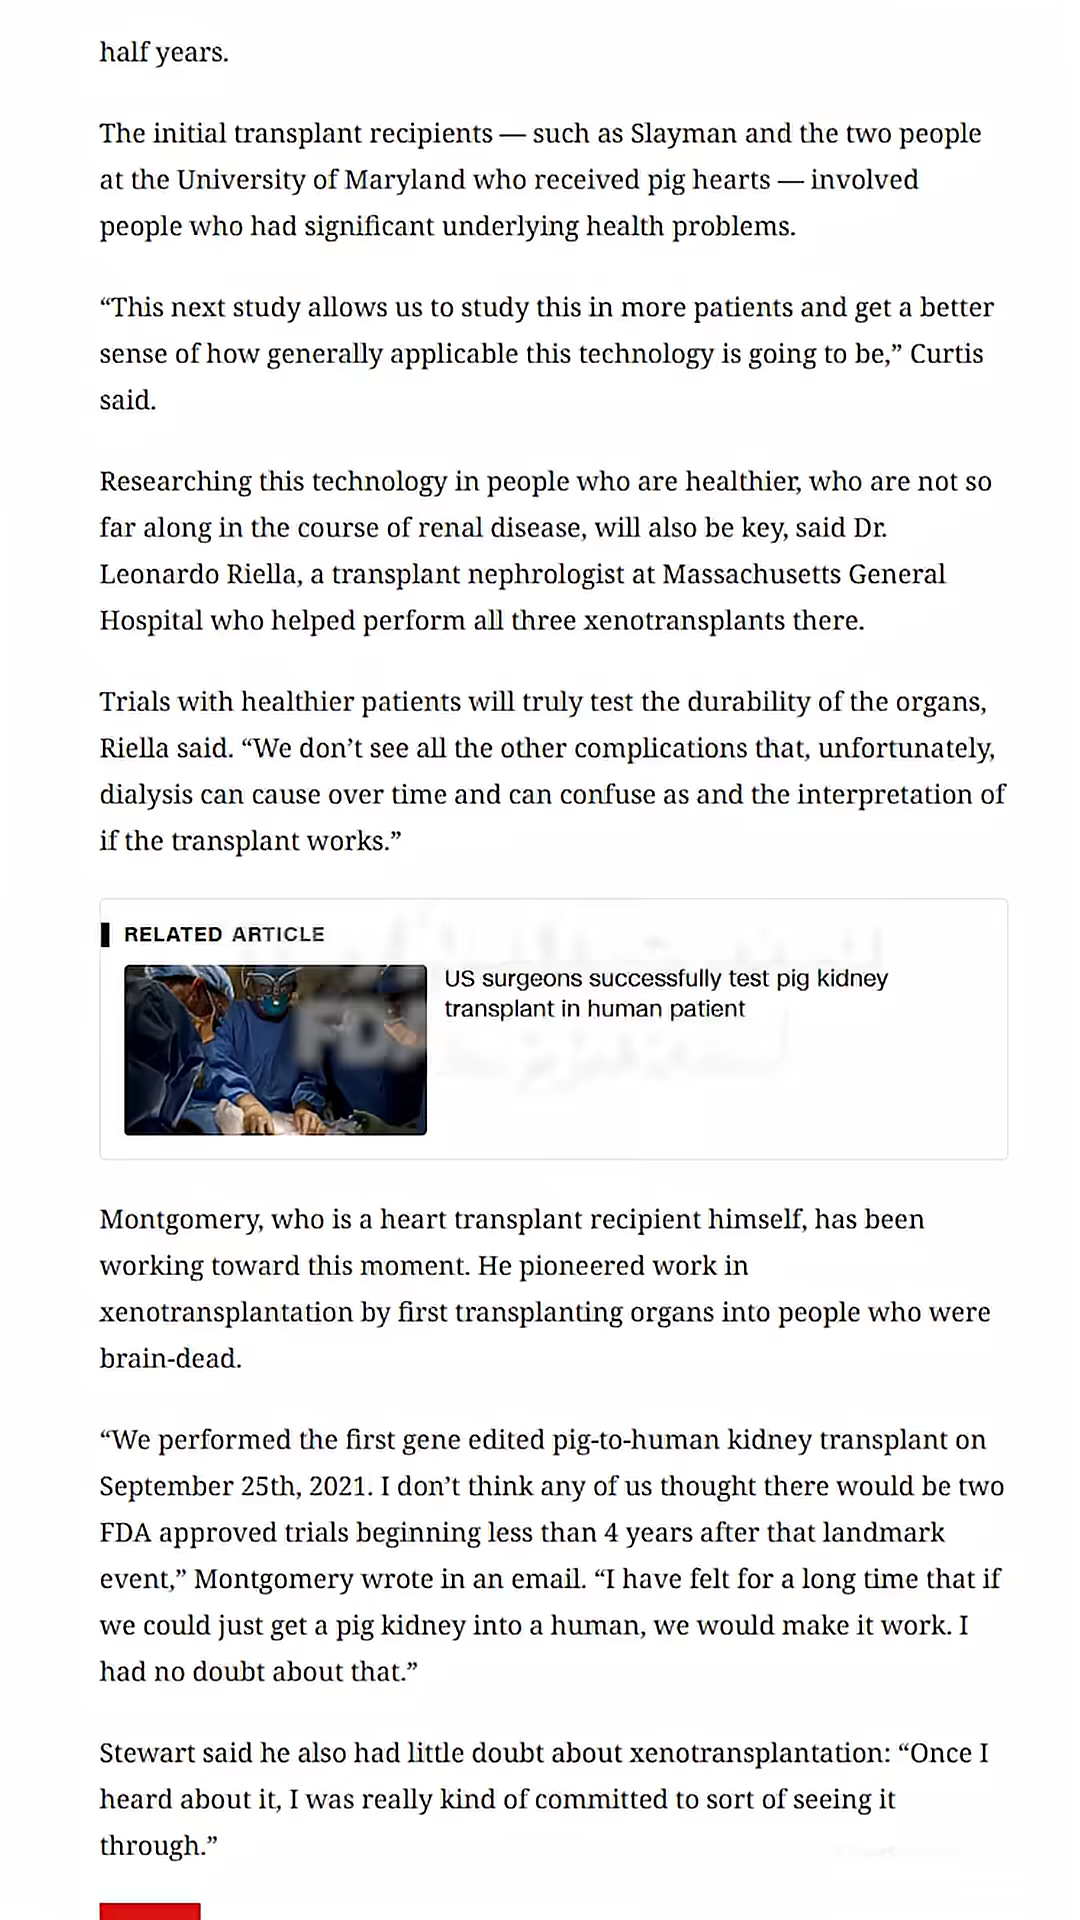 half years.
The initial transplant recipients — such as Slayman and the two people
at the University of Maryland who received pig hearts — involved
people who had significant underlying health problems.
“This next study allows us to study this in more patients and get a better
sense of how generally applicable this technology is going to be,” Curtis
said.
Researching this technology in people who are healthier, who are not so
far along in the course of renal disease, will also be key, said Dr.
Leonardo Riella, a transplant nephrologist at Massachusetts General
Hospital who helped perform all three xenotransplants there.
Trials with healthier patients will truly test the durability of the organs,
Riella said. “We don’t see all the other complications that, unfortunately,
dialysis can cause over time and can confuse as and the interpretation of
if the transplant works.”
RELATED ARTICLE
US surgeons successfully test pig kidney
transplant in human patient
Montgomery, who is a heart transplant recipient himself, has been
working toward this moment. He pioneered work in
xenotransplantation by first transplanting organs into people who were
brain-dead.
“We performed the first gene edited pig-to-human kidney transplant on
September 25th, 2021. I don’t think any of us thought there would be two
FDA approved trials beginning less than 4 years after that landmark
event,” Montgomery wrote in an email. “I have felt for a long time that if
we could just get a pig kidney into a human, we would make it work. I
had no doubt about that.”
Stewart said he also had little doubt about xenotransplantation: “Once I
heard about it, I was really kind of committed to sort of seeing it
through.”